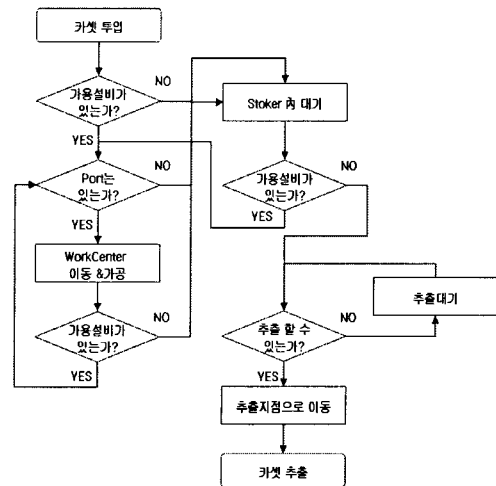 카셋 투입
가용설비가
있는가?
NO
YES
Port는
있는가?
NO
YES
WorkCenter
이동 &가공
가용설비가
있는가?
NO
YES
Stoker 內 대기
가용설비가
있는가?
NO
YES
추출대기
추출 할 수
있는가?
NO
YES
추출지점으로 이동
카셋 추출